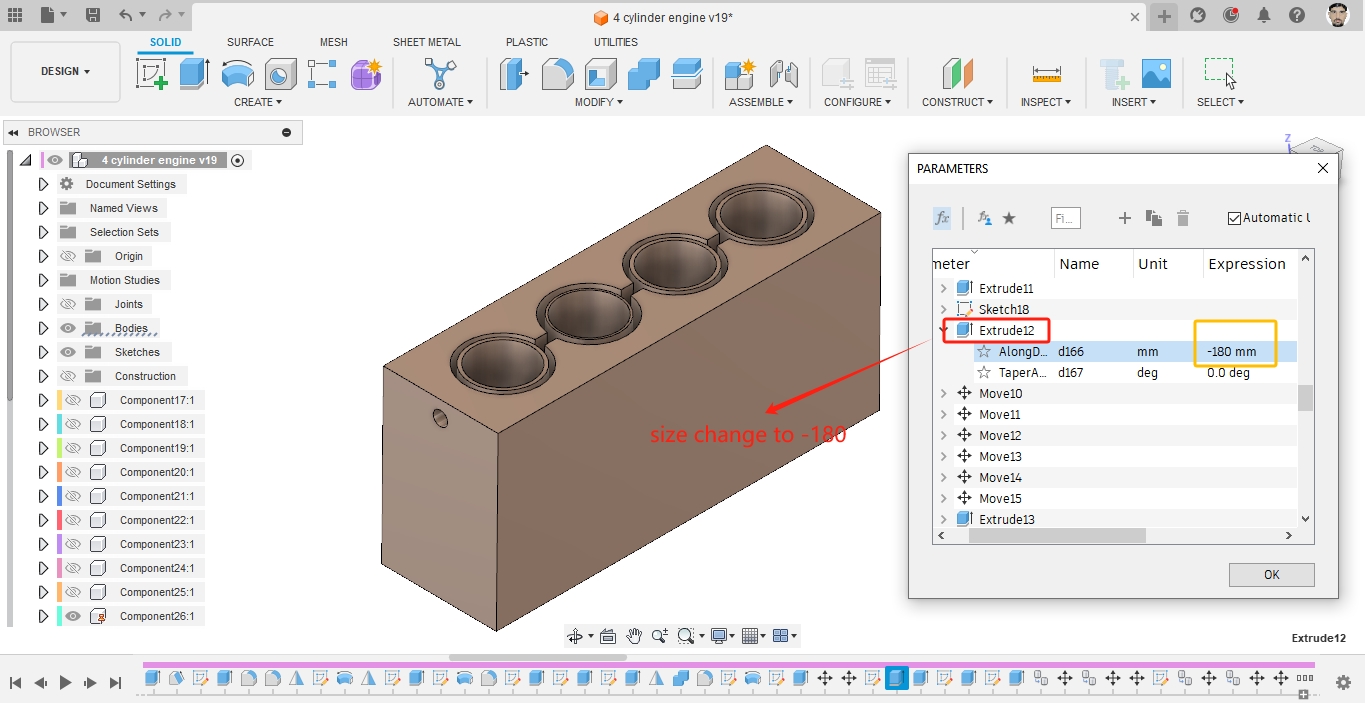 4 cylinder engine v19*
SOLID
SURFACE
MESH
SHEET METAL
PLASTIC
UTILITIES
DESIGN
CREATE
AUTOMATE
MODIFY
ASSEMBLE
CONFIGURE
CONSTRUCT
INSPECT
INSERT
SELECT
BROWSER
4 cylinder engine v19
Document Settings
Named Views
Selection Sets
Origin
Motion Studies
Joints
Bodies
Sketches
Construction
Component17:1
Component18:1
Component19:1
Component20:1
Component21:1
Component22:1
Component23:1
Component24:1
Component25:1
Component26:1
size change to -180
Z
TOP
PARAMETERS
fx
Fi...
Automatic U
meter Name Unit Expression
Extrude11
Sketch18
Extrude12
AlongD... d166 mm -180 mm
TaperA... d167 deg 0.0 deg
Move10
Move11
Move12
Move13
Move14
Move15
Extrude13
OK
Extrude12